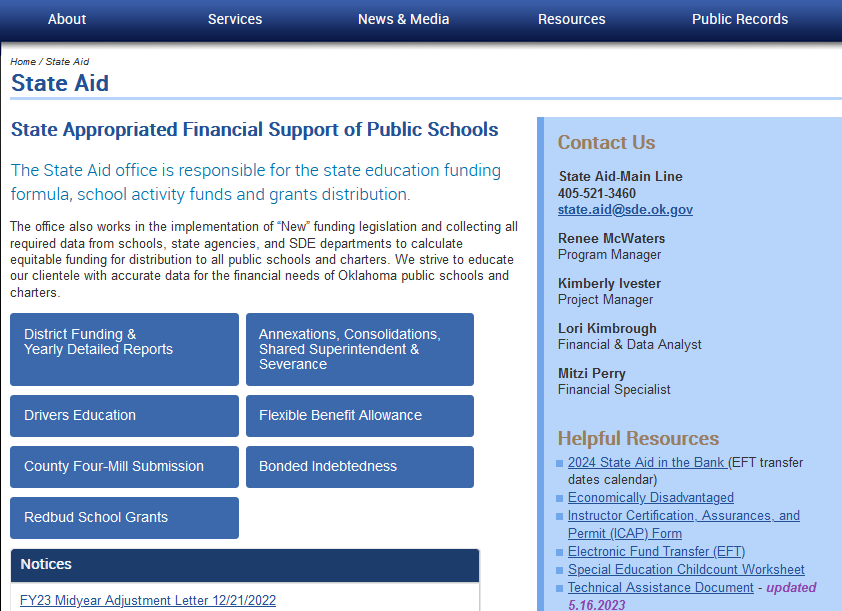 About
Services
News & Media
Resources
Public Records
Home / State Aid
State Aid
State Appropriated Financial Support of Public Schools
The State Aid office is responsible for the state education funding
formula, school activity funds and grants distribution.
The office also works in the implementation of “New” funding legislation and collecting all
required data from schools, state agencies, and SDE departments to calculate
equitable funding for distribution to all public schools and charters. We strive to educate
our clientele with accurate data for the financial needs of Oklahoma public schools and
charters.
District Funding &
Yearly Detailed Reports
Annexations, Consolidations,
Shared Superintendent &
Severance
Drivers Education
Flexible Benefit Allowance
County Four-Mill Submission
Bonded Indebtedness
Redbud School Grants
Notices
FY23 Midyear Adjustment Letter 12/21/2022
Contact Us
State Aid-Main Line
405-521-3460
state.aid@sde.ok.gov
Renee McWaters
Program Manager
Kimberly Ivester
Project Manager
Lori Kimbrough
Financial & Data Analyst
Mitzi Perry
Financial Specialist
Helpful Resources
2024 State Aid in the Bank (EFT transfer
dates calendar)
Economically Disadvantaged
Instructor Certification, Assurances, and
Permit (ICAP) Form
Electronic Fund Transfer (EFT)
Special Education Childcount Worksheet
Technical Assistance Document - updated
5.16.2023